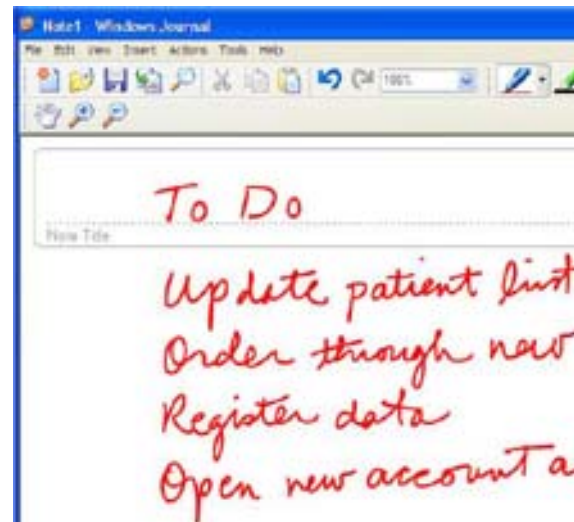 Note1 - Windows Journal
File Edit View Insert Actions Tools Help
100%
To Do
Note Title
Update patient list
Order through new
Register data
Open new account a